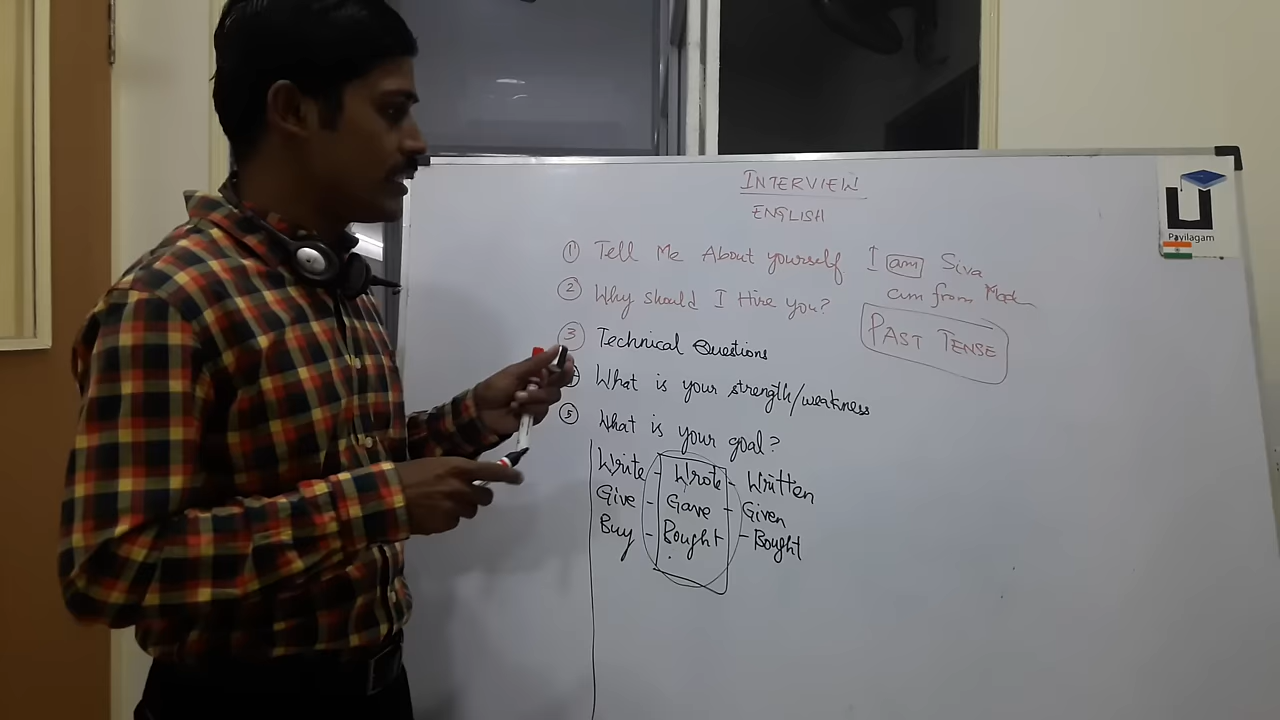 INTERVIEW
ENGLISH
① Tell Me About yourself
I am Siva
am from
② Why should I Hire you?
PAST TENSE
③ Technical Questions
What is your strength/weakness
⑤ What is your goal?
Write Wrote - Written
Give - Gave - Given
Buy - Bought - Bought
U
Payilagam